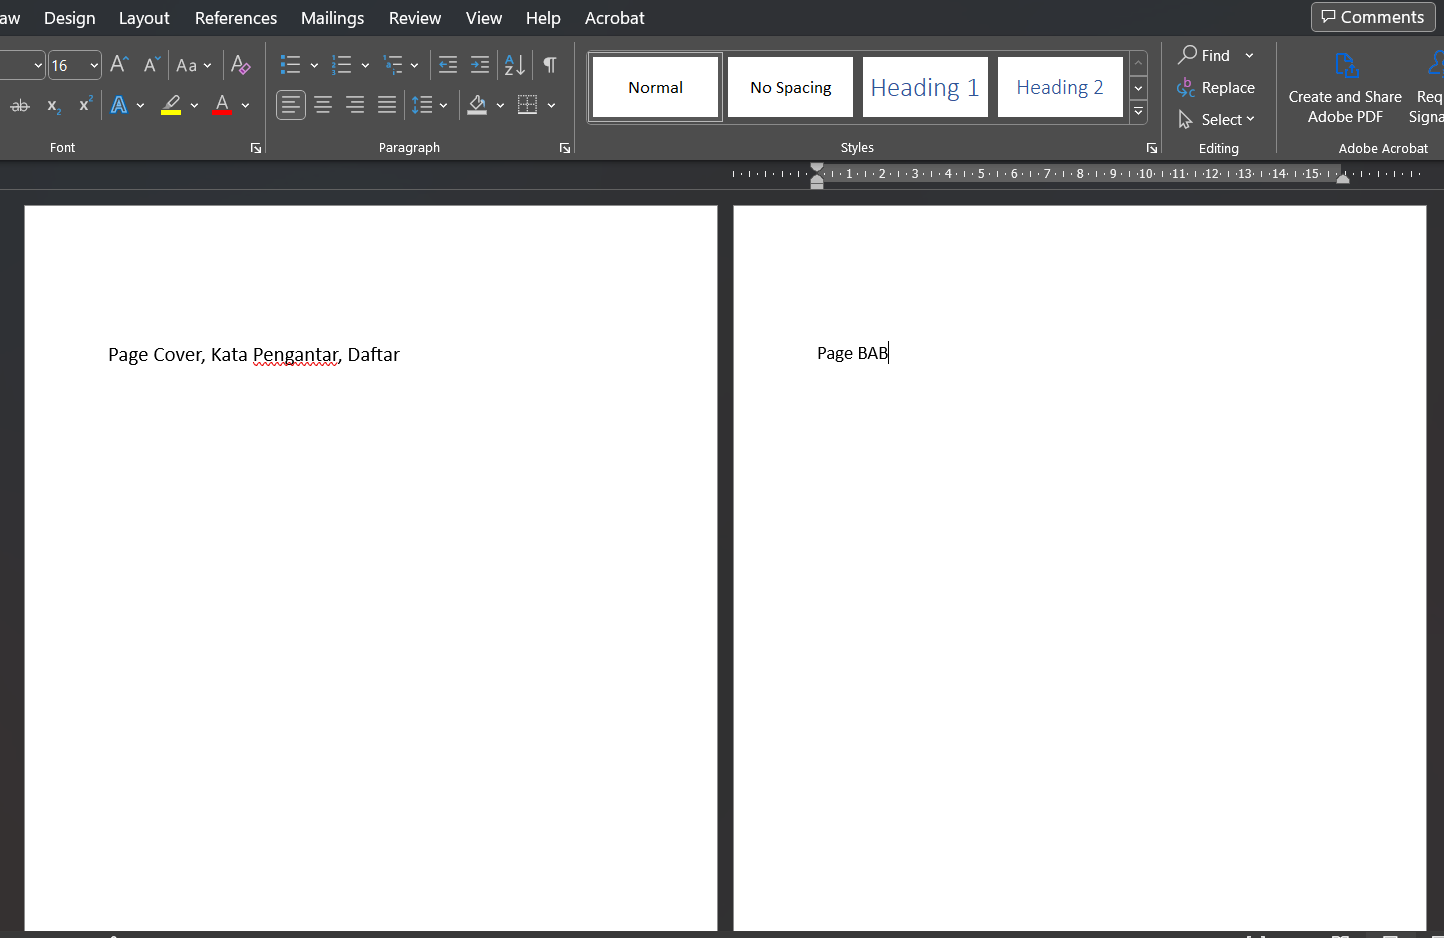 aw Design Layout References Mailings Review View Help Acrobat Comments
16 A A Aa A
ab x2 x2 A A
Font Paragraph Styles Editing Adobe Acrobat
Normal No Spacing Heading 1 Heading 2
Find
Replace
Select
Create and Share
Adobe PDF
Req
Signa
1 2 3 4 5 6 7 8 9 10 11 12 13 14 15
Page Cover, Kata Pengantar, Daftar
Page BAB